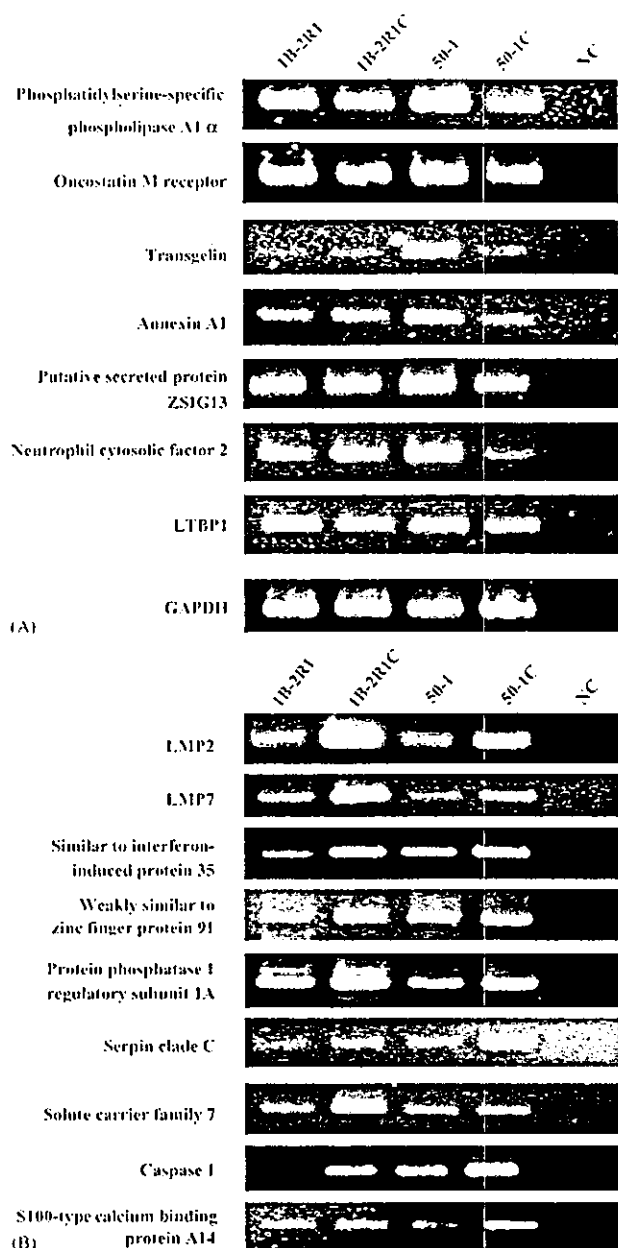 1B-2R1 1B-2R1C 50-1 50-1C NC
Phosphatidylserine-specific
phospholipase A1 α
Oncostatin M receptor
Transgelin
Annexin A1
Putative secreted protein
ZSIG13
Neutrophil cytosolic factor 2
LTBP1
GAPDH
(A)
1B-2R1 1B-2R1C 50-1 50-1C NC
LMP2
LMP7
Similar to interferon-
induced protein 35
Weakly similar to
zinc finger protein 91
Protein phosphatase 1
regulatory subunit 1A
Serpin clade C
Solute carrier family 7
Caspase 1
S100-type calcium binding
(B) protein A14